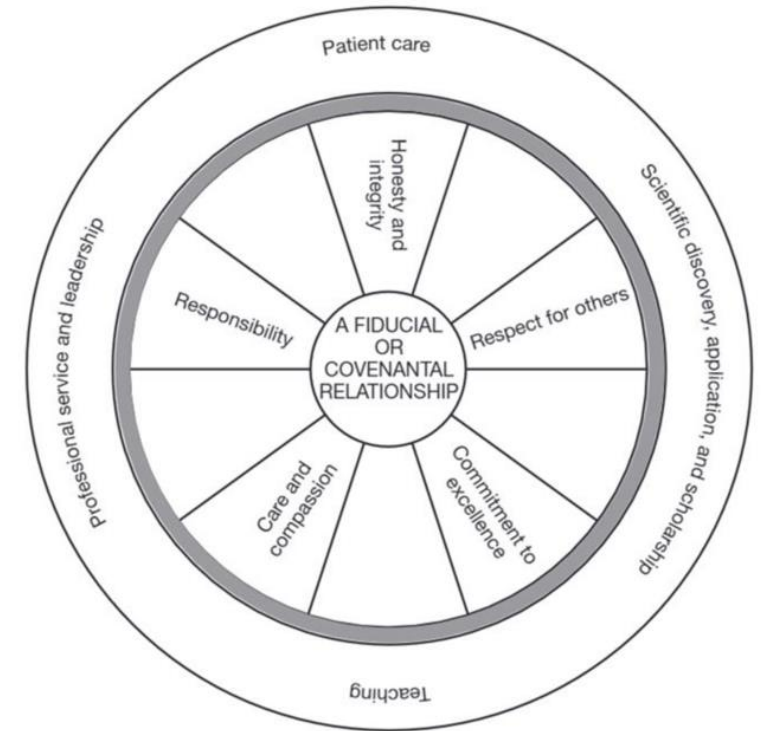 Patient care
Scientific discovery, application, and scholarship
Teaching
Professional service and leadership
Honesty and
integrity
Respect for others
Commitment to
excellence
Care and
compassion
Responsibility
A FIDUCIAL
OR
COVENANTAL
RELATIONSHIP